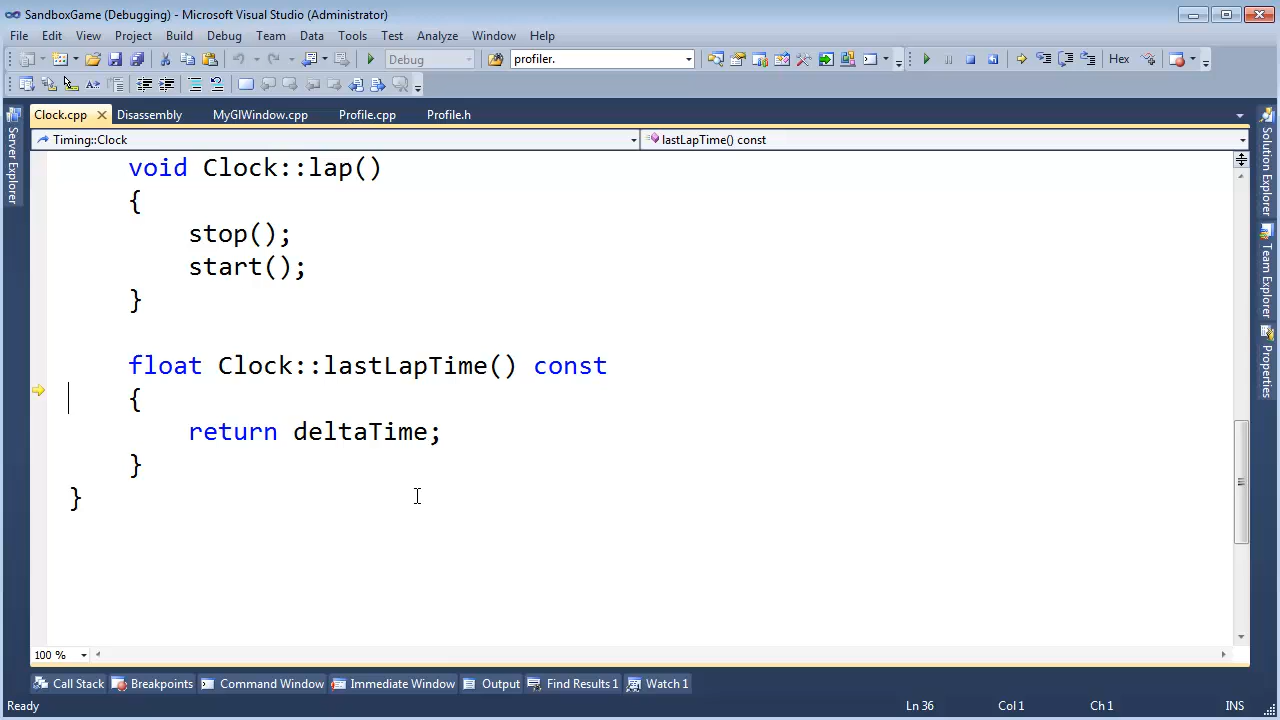 SandboxGame (Debugging) - Microsoft Visual Studio (Administrator)
File Edit View Project Build Debug Team Data Tools Test Analyze Window Help
Debug profiler. Hex
Clock.cpp Disassembly MyGlWindow.cpp Profile.cpp Profile.h
Timing::Clock lastLapTime() const
Server Explorer
Solution Explorer
Team Explorer
Properties
void Clock::lap()
{
stop();
start();
}
float Clock::lastLapTime() const
{
return deltaTime;
}
}
100 %
Call Stack Breakpoints Command Window Immediate Window Output Find Results 1 Watch 1
Ready Ln 36 Col 1 Ch 1 INS